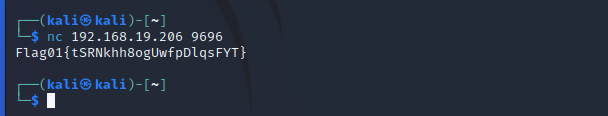 ┌──(kali㉿kali)-[~]
└─$ nc 192.168.19.206 9696
Flag01{tSRNkhh8ogUwfpDlqsFYT}
┌──(kali㉿kali)-[~]
└─$